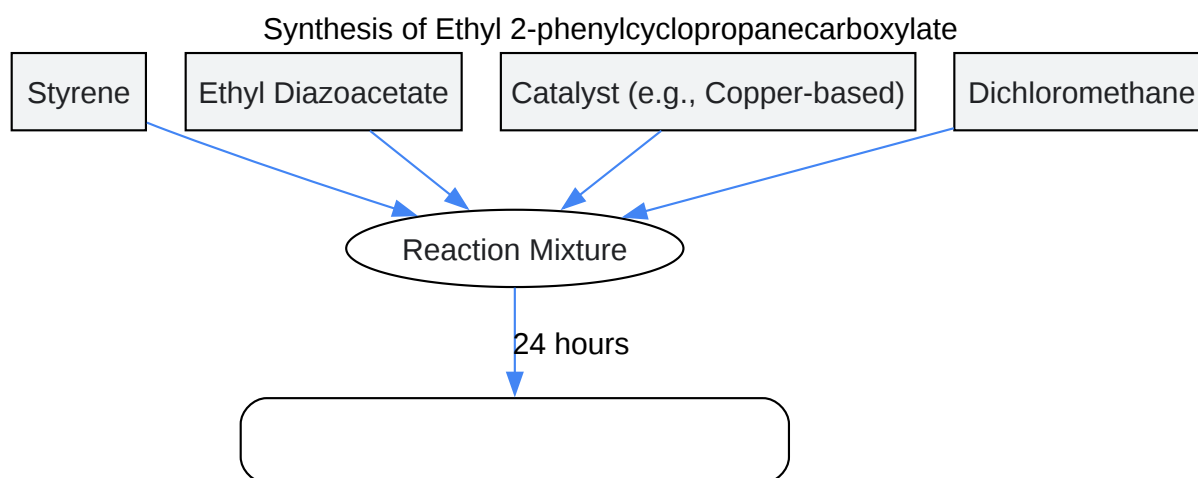 Synthesis of Ethyl 2-phenylcyclopropanecarboxylate
Styrene
Ethyl Diazoacetate
Catalyst (e.g., Copper-based)
Dichloromethane
Reaction Mixture
24 hours